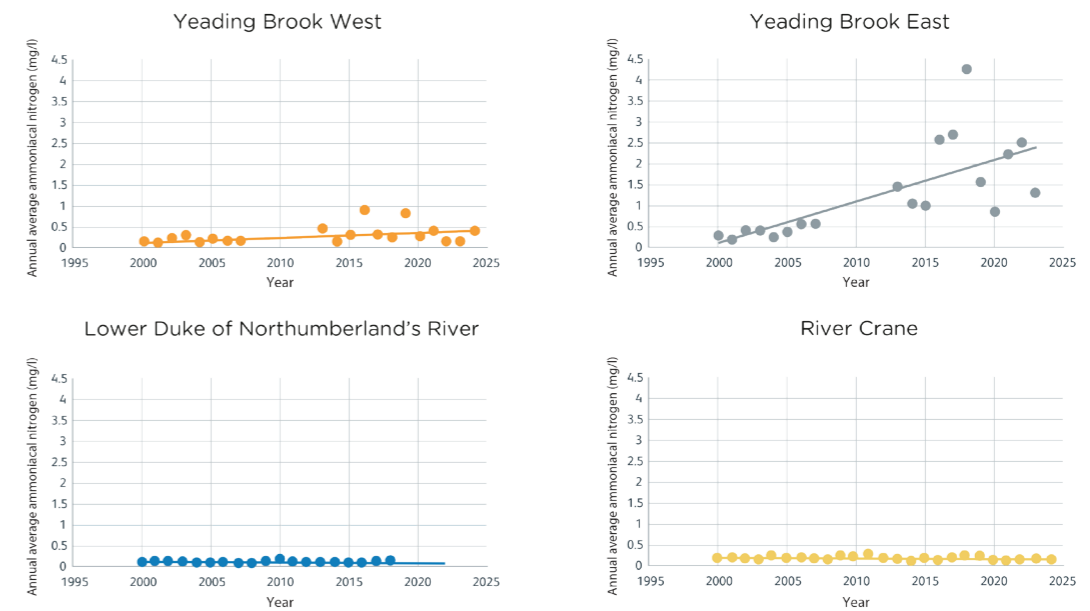 Yeading Brook West
Annual average ammoniacal nitrogen (mg/l)
4.5
4
3.5
3
2.5
2
1.5
1
0.5
0
1995 2000 2005 2010 2015 2020 2025
Year
Yeading Brook East
Annual average ammoniacal nitrogen (mg/l)
4.5
4
3.5
3
2.5
2
1.5
1
0.5
0
1995 2000 2005 2010 2015 2020 2025
Year
Lower Duke of Northumberland’s River
Annual average ammoniacal nitrogen (mg/l)
4.5
4
3.5
3
2.5
2
1.5
1
0.5
0
1995 2000 2005 2010 2015 2020 2025
Year
River Crane
Annual average ammoniacal nitrogen (mg/l)
4.5
4
3.5
3
2.5
2
1.5
1
0.5
0
1995 2000 2005 2010 2015 2020 2025
Year